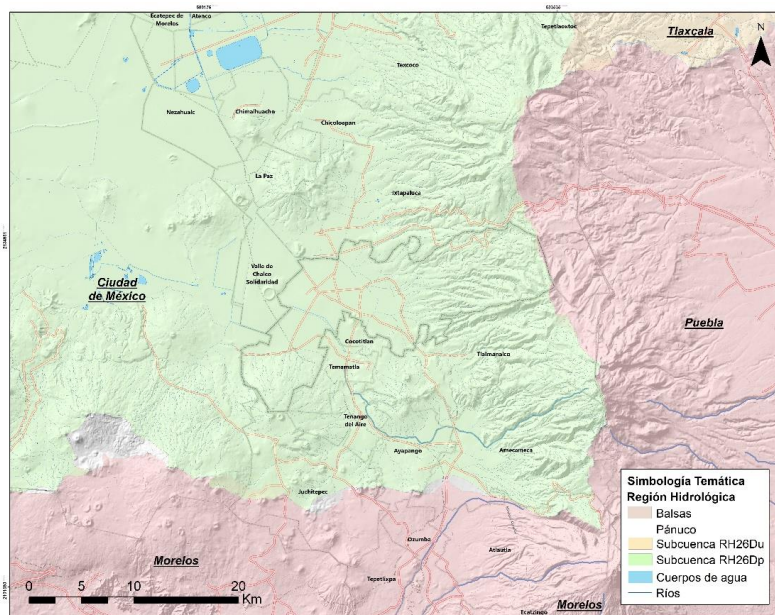 Ecatepec de
Morelos
Atenco
Tepetlaoxtoc
Tlaxcala
N
Texcoco
Nezahualc
Chimalhuacán
Chicoloapan
La Paz
Ixtapaluca
Valle de
Chalco
Solidaridad
Ciudad
de México
Puebla
Cocotitlan
Tlalmanalco
Temamatla
Tenango
del Aire
Ayapango
Amecameca
Juchitepec
Ozumba
Atlautla
Morelos
Tepetlixpa
Ecatzingo
Morelos
0 5 10 20
Km
Simbología Temática
Región Hidrológica
Balsas
Pánuco
Subcuenca RH26Du
Subcuenca RH26Dp
Cuerpos de agua
Ríos